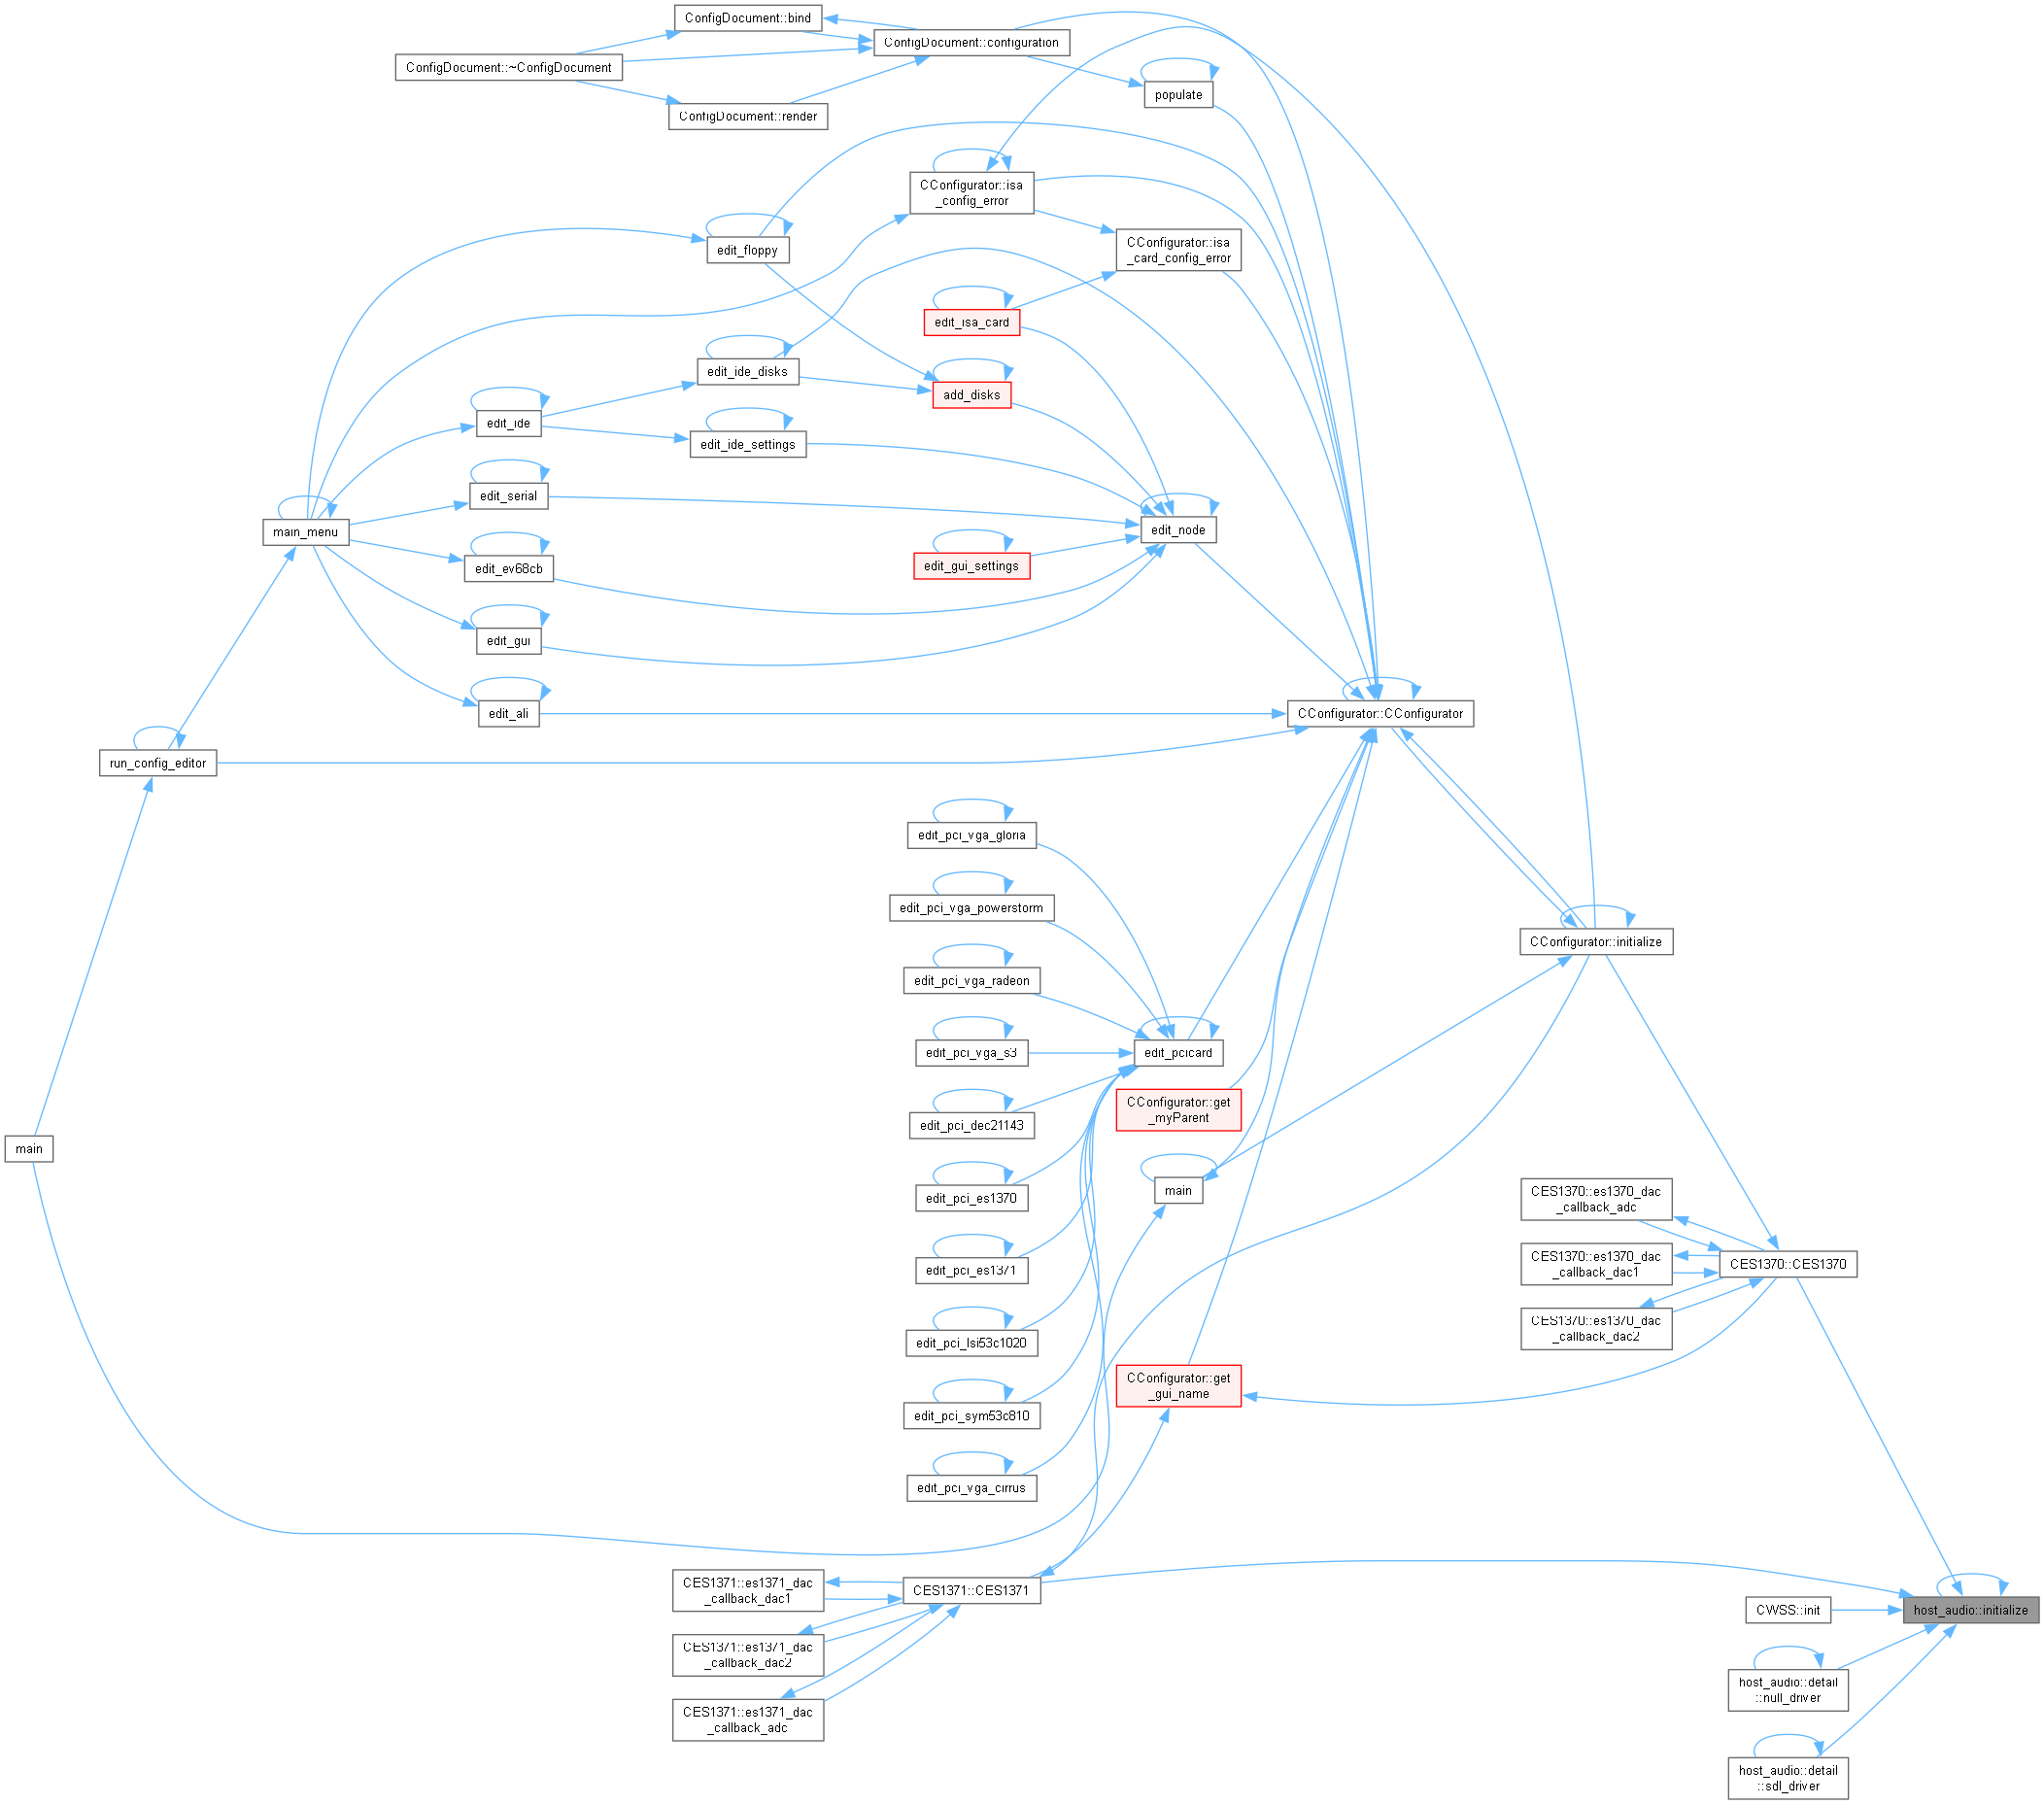 ConfigDocument::bind
ConfigDocument::configuration
ConfigDocument::~ConfigDocument
populate
ConfigDocument::render
CConfigurator::isa
_config_error
edit_floppy
CConfigurator::isa
_card_config_error
edit_isa_card
edit_ide_disks
add_disks
edit_ide
edit_ide_settings
edit_serial
main_menu
edit_node
edit_ev68cb
edit_gui_settings
edit_gui
edit_ali
CConfigurator::CConfigurator
run_config_editor
edit_pci_vga_gloria
edit_pci_vga_powerstorm
CConfigurator::initialize
edit_pci_vga_radeon
edit_pci_vga_s3
edit_pcicard
CConfigurator::get
_myParent
edit_pci_dec21143
main
main
edit_pci_es1370
CES1370::es1370_dac
_callback_adc
edit_pci_es1371
CES1370::es1370_dac
_callback_dac1
CES1370::CES1370
CES1370::es1370_dac
_callback_dac2
edit_pci_lsi53c1020
CConfigurator::get
_gui_name
edit_pci_sym53c810
edit_pci_vga_cirrus
CES1371::es1371_dac
_callback_dac1
CES1371::CES1371
CWSS::init
host_audio::initialize
CES1371::es1371_dac
_callback_dac2
host_audio::detail
::null_driver
CES1371::es1371_dac
_callback_adc
host_audio::detail
::sdl_driver